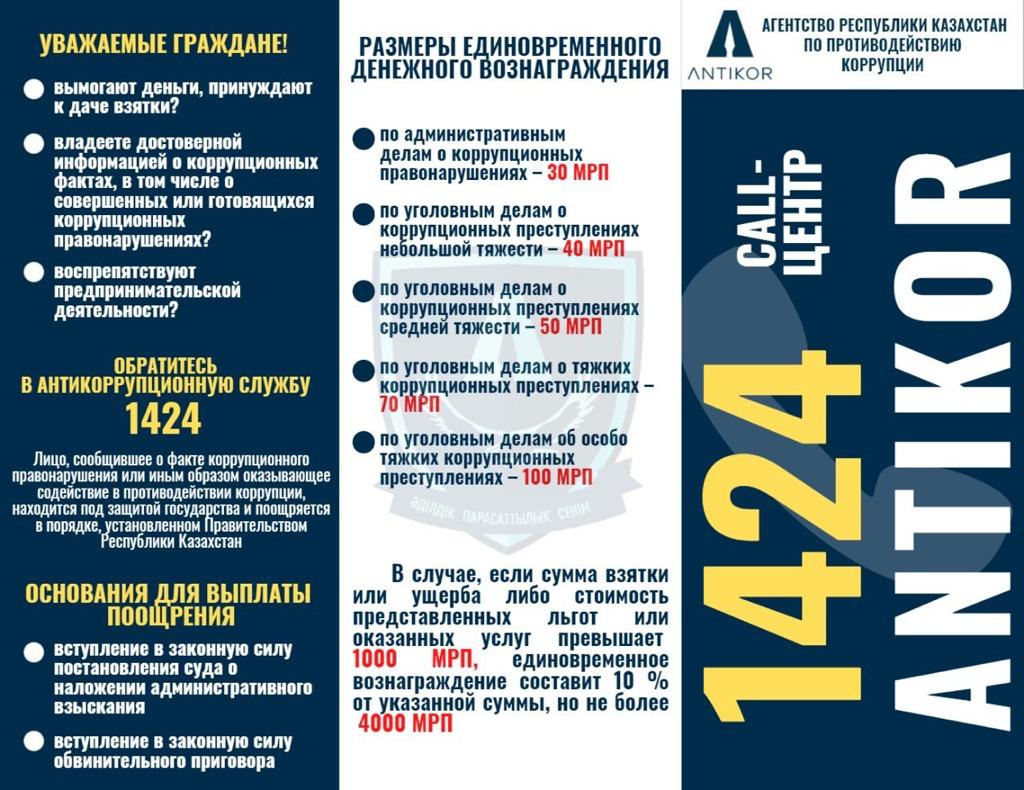 УВАЖАЕМЫЕ ГРАЖДАНЕ!
вымогают деньги, принуждают
к даче взятки?
владеете достоверной
информацией о коррупционных
фактах, в том числе о
совершенных или готовящихся
коррупционных
правонарушениях?
воспрепятствуют
предпринимательской
деятельности?
ОБРАТИТЕСЬ
В АНТИКОРРУПЦИОННУЮ СЛУЖБУ
1424
Лицо, сообщившее о факте коррупционного
правонарушения или иным образом оказывающее
содействие в противодействии коррупции,
находится под защитой государства и поощряется
в порядке, установленном Правительством
Республики Казахстан
ОСНОВАНИЯ ДЛЯ ВЫПЛАТЫ
ПООЩРЕНИЯ
вступление в законную силу
постановления суда о
наложении административного
взыскания
вступление в законную силу
обвинительного приговора
РАЗМЕРЫ ЕДИНОВРЕМЕННОГО
ДЕНЕЖНОГО ВОЗНАГРАЖДЕНИЯ
по административным
делам о коррупционных
правонарушениях – 30 МРП
по уголовным делам о
коррупционных преступлениях
небольшой тяжести – 40 МРП
по уголовным делам о
коррупционных преступлениях
средней тяжести – 50 МРП
по уголовным делам о тяжких
коррупционных преступлениях –
70 МРП
по уголовным делам об особо
тяжких коррупционных
преступлениях – 100 МРП
ӘДІЛДІК ПАРАСАТТЫЛЫҚ СЕНІМ
В случае, если сумма взятки
или ущерба либо стоимость
представленных льгот или
оказанных услуг превышает
1000 МРП, единовременное
вознаграждение составит 10 %
от указанной суммы, но не более
4000 МРП
ANTIKOR
АГЕНТСТВО РЕСПУБЛИКИ КАЗАХСТАН
ПО ПРОТИВОДЕЙСТВИЮ
КОРРУПЦИИ
1424
CALL-
ЦЕНТР
ANTIKOR